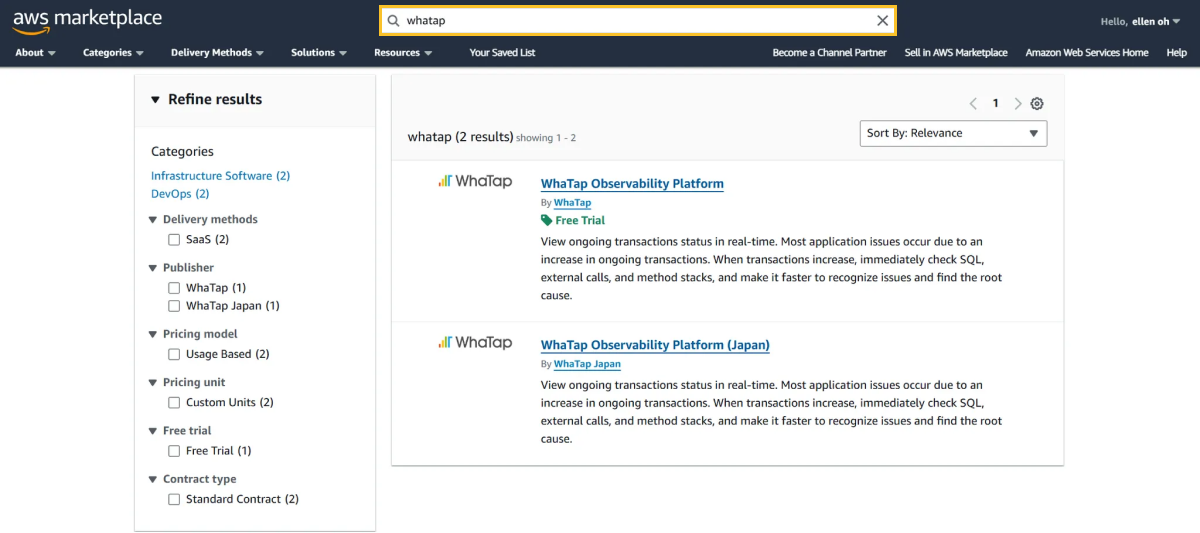 aws marketplace
whatap
Hello, ellen oh
About
Categories
Delivery Methods
Solutions
Resources
Your Saved List
Become a Channel Partner
Sell in AWS Marketplace
Amazon Web Services Home
Help
Refine results
Categories
Infrastructure Software (2)
DevOps (2)
Delivery methods
SaaS (2)
Publisher
WhaTap (1)
WhaTap Japan (1)
Pricing model
Usage Based (2)
Pricing unit
Custom Units (2)
Free trial
Free Trial (1)
Contract type
Standard Contract (2)
1
whatap (2 results) showing 1 - 2
Sort By: Relevance
WhaTap
WhaTap Observability Platform
By WhaTap
Free Trial
View ongoing transactions status in real-time. Most application issues occur due to an
increase in ongoing transactions. When transactions increase, immediately check SQL,
external calls, and method stacks, and make it faster to recognize issues and find the root
cause.
WhaTap
WhaTap Observability Platform (Japan)
By WhaTap Japan
View ongoing transactions status in real-time. Most application issues occur due to an
increase in ongoing transactions. When transactions increase, immediately check SQL,
external calls, and method stacks, and make it faster to recognize issues and find the root
cause.